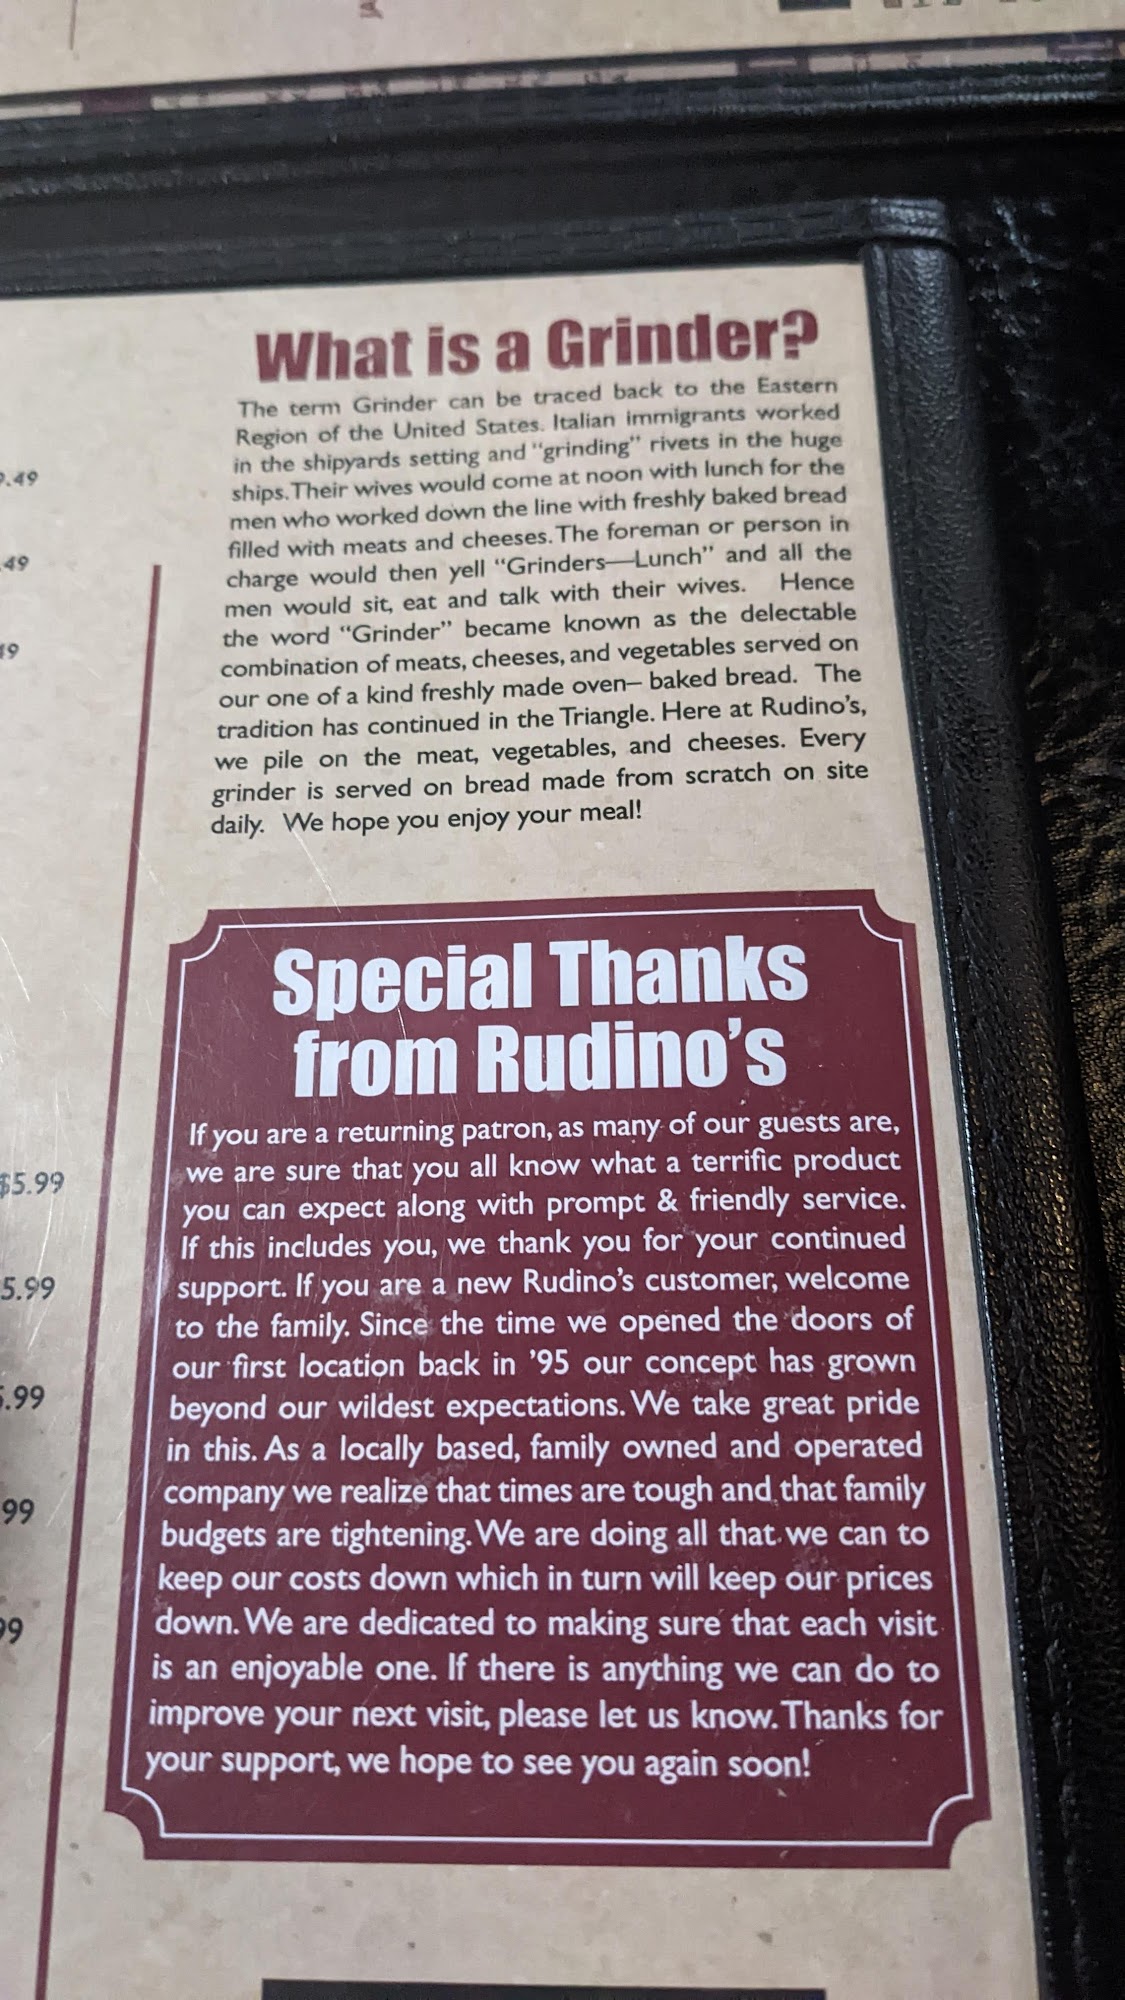 What is a Grinder?
The term Grinder can be traced back to the Eastern
Region of the United States. Italian immigrants worked
in the shipyards setting and "grinding" rivets in the huge
ships. Their wives would come at noon with lunch for the
men who worked down the line with freshly baked bread
filled with meats and cheeses. The foreman or person in
charge would then yell "Grinders—Lunch" and all the
men would sit, eat and talk with their wives. Hence
the word "Grinder" became known as the delectable
combination of meats, cheeses, and vegetables served on
our one of a kind freshly made oven– baked bread. The
tradition has continued in the Triangle. Here at Rudino's,
we pile on the meat, vegetables, and cheeses. Every
grinder is served on bread made from scratch on site
daily. We hope you enjoy your meal!
.49
.49
49
Special Thanks
from Rudino's
If you are a returning patron, as many of our guests are,
we are sure that you all know what a terrific product
you can expect along with prompt & friendly service.
If this includes you, we thank you for your continued
support. If you are a new Rudino's customer, welcome
to the family. Since the time we opened the doors of
our first location back in '95 our concept has grown
beyond our wildest expectations. We take great pride
in this. As a locally based, family owned and operated
company we realize that times are tough and that family
budgets are tightening. We are doing all that we can to
keep our costs down which in turn will keep our prices
down. We are dedicated to making sure that each visit
is an enjoyable one. If there is anything we can do to
improve your next visit, please let us know. Thanks for
your support, we hope to see you again soon!
$5.99
5.99
.99
99
99